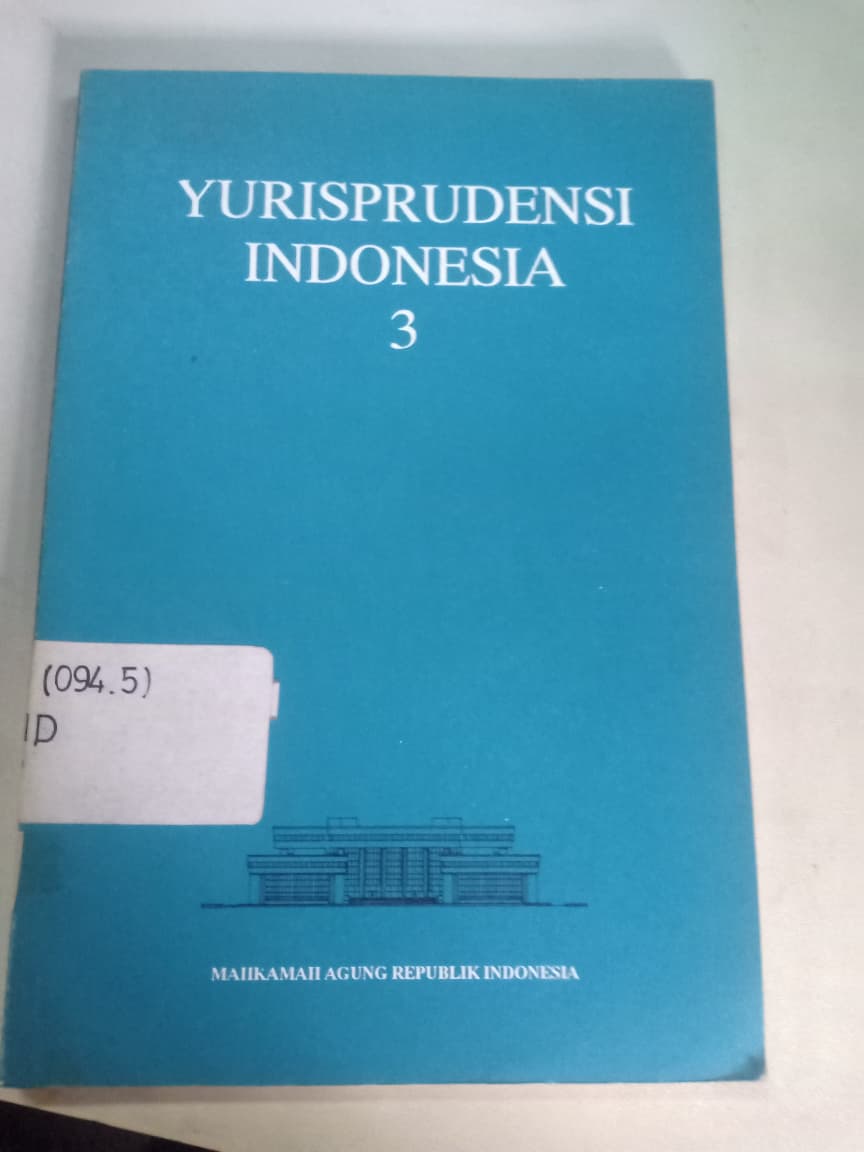 YURISPRUDENSI
INDONESIA
3
(094.5)
ID
MAHKAMAH AGUNG REPUBLIK INDONESIA